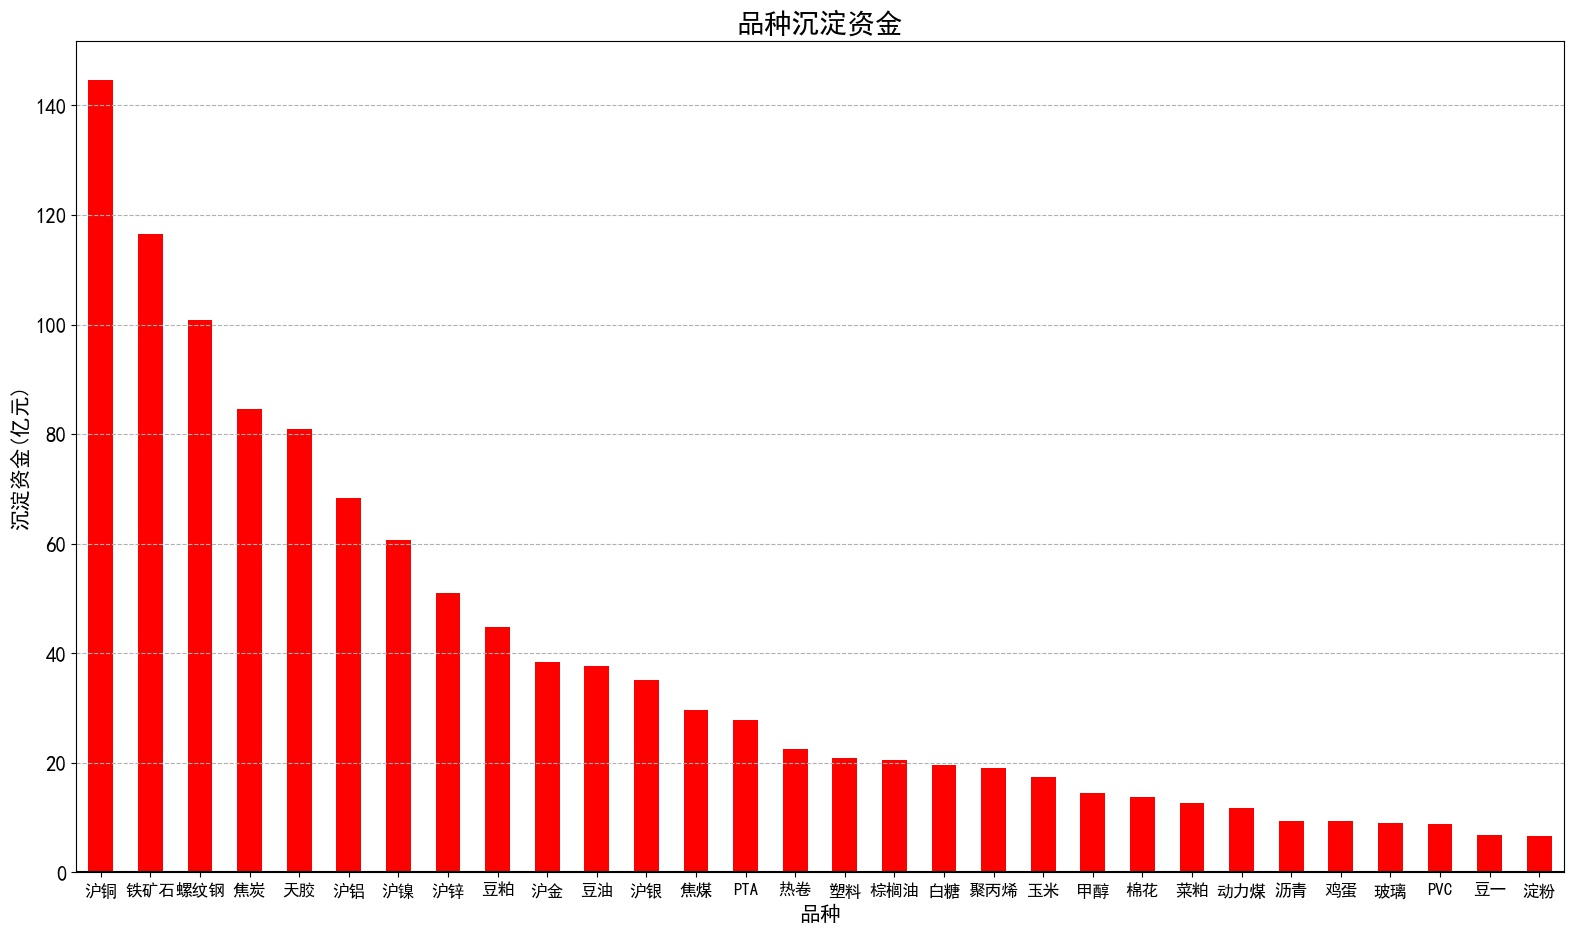 品种沉淀资金
沉淀资金(亿元)
140
120
100
80
60
40
20
0
沪铜 铁矿石 螺纹钢 焦炭 天胶 沪铝 沪镍 沪锌 豆粕 沪金 豆油 沪银 焦煤 PTA 热卷 塑料 棕榈油 白糖 聚丙烯 玉米 甲醇 棉花 菜粕 动力煤 沥青 鸡蛋 玻璃 PVC 豆一 淀粉
品种